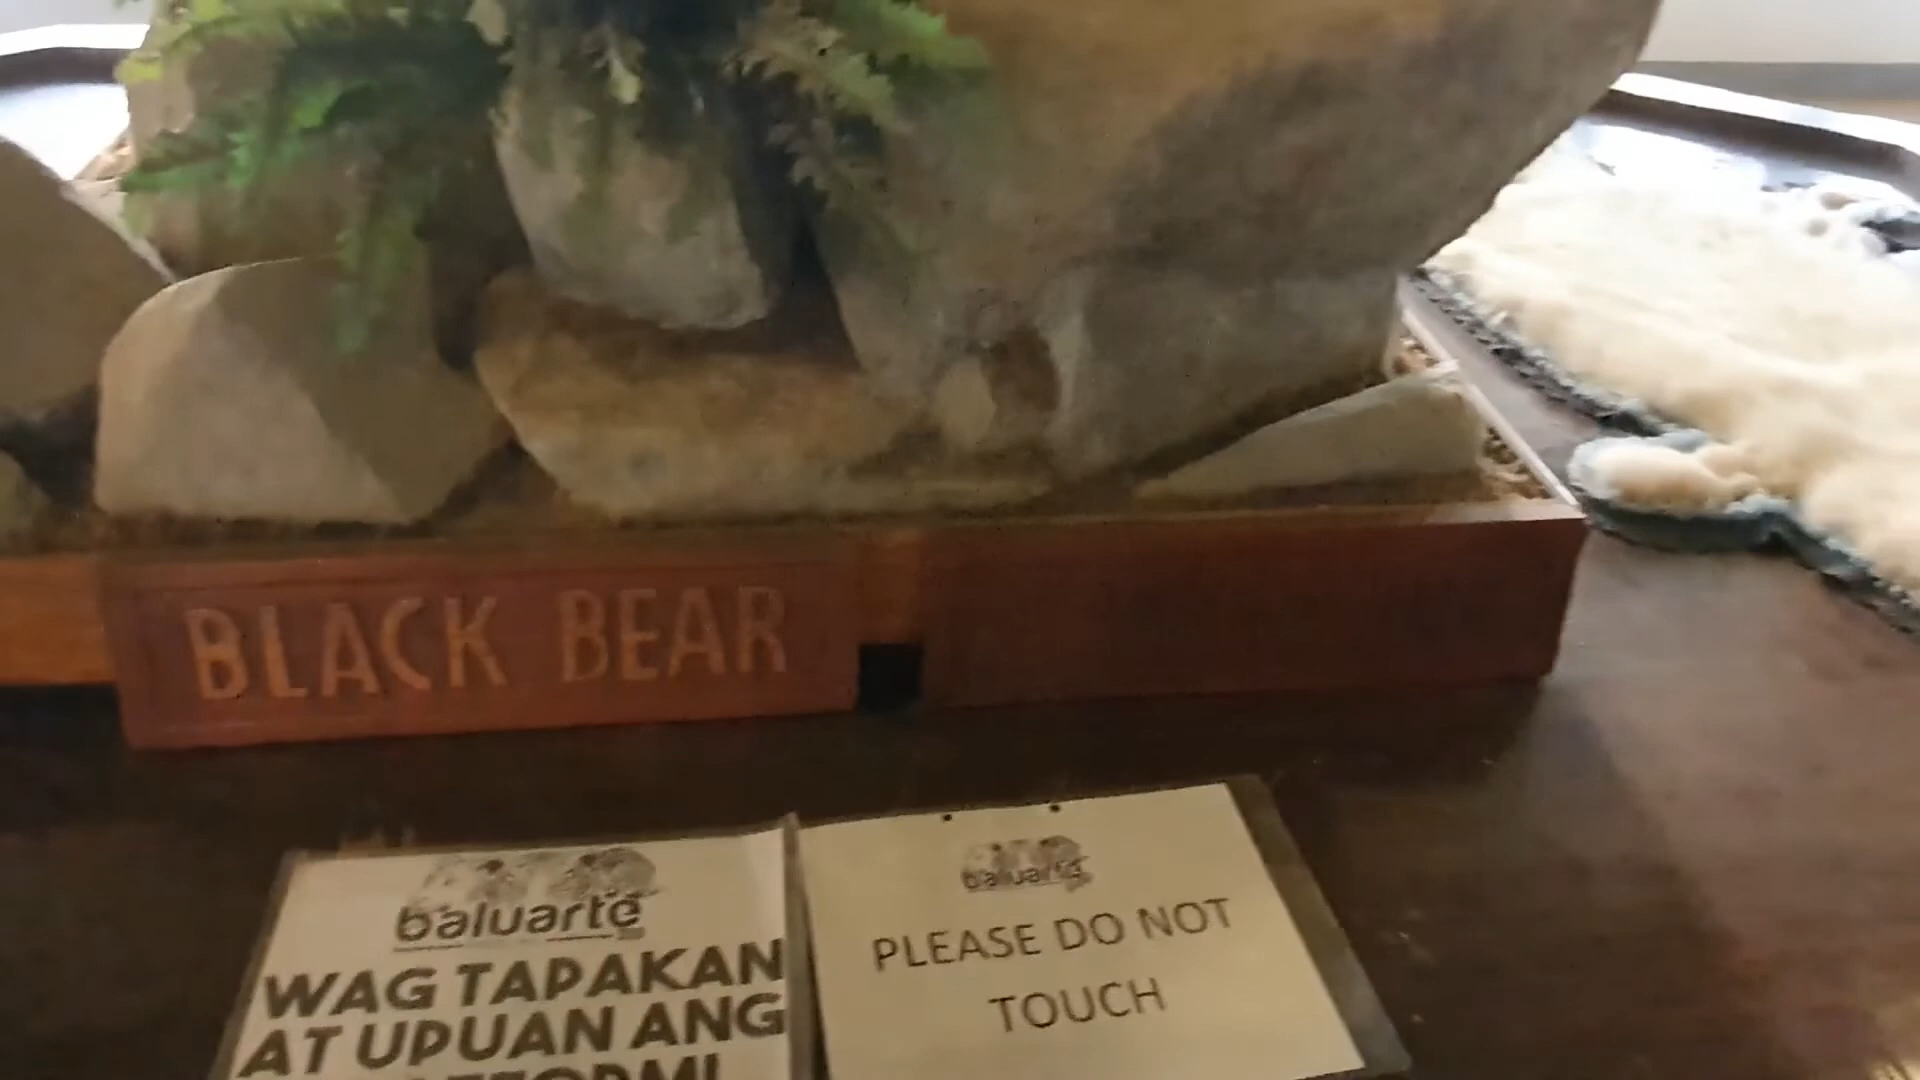 BLACK BEAR
baluarte
WAG TAPAKAN
AT UPUAN ANG
baluarte
PLEASE DO NOT
TOUCH